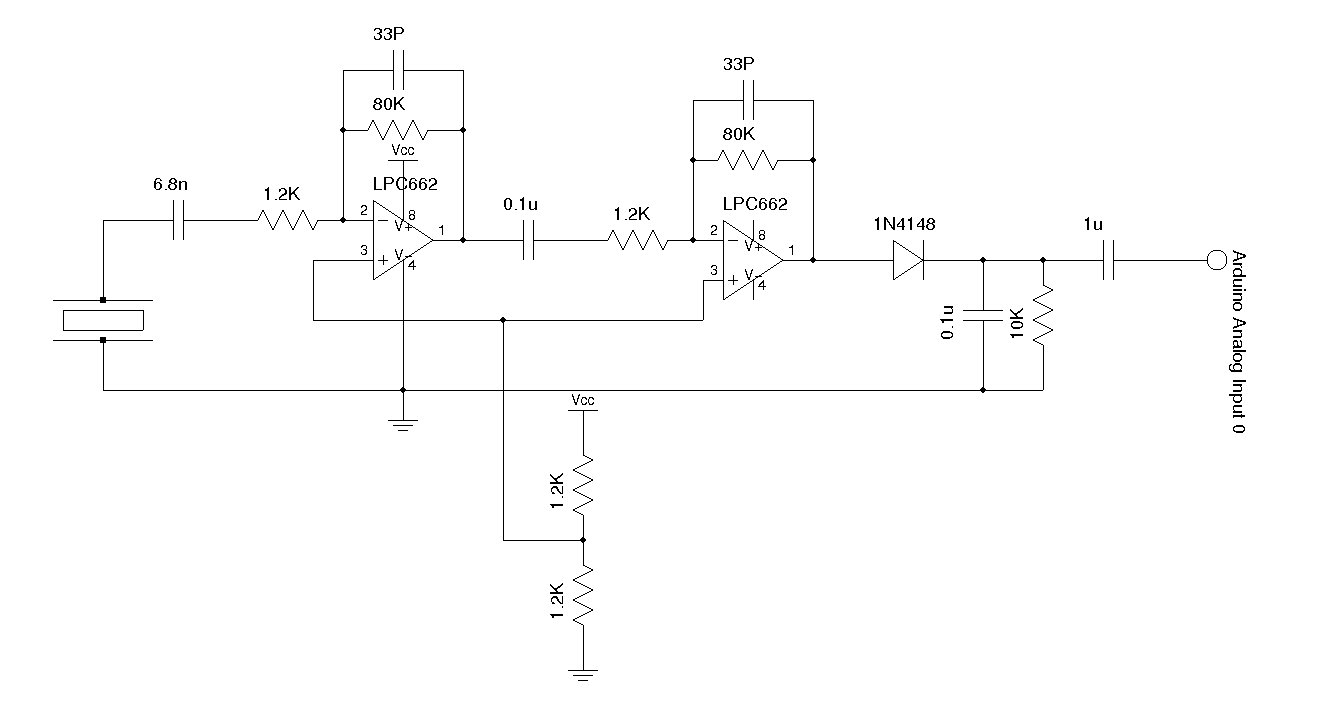 33P
80K
Vcc
LPC662
6.8n
1.2K
2
3
8
V+
V-
4
1
0.1u
1.2K
33P
80K
LPC662
2
3
8
V+
V-
4
1
1N4148
0.1u
10K
1u
Arduino Analog Input 0
Vcc
1.2K
1.2K